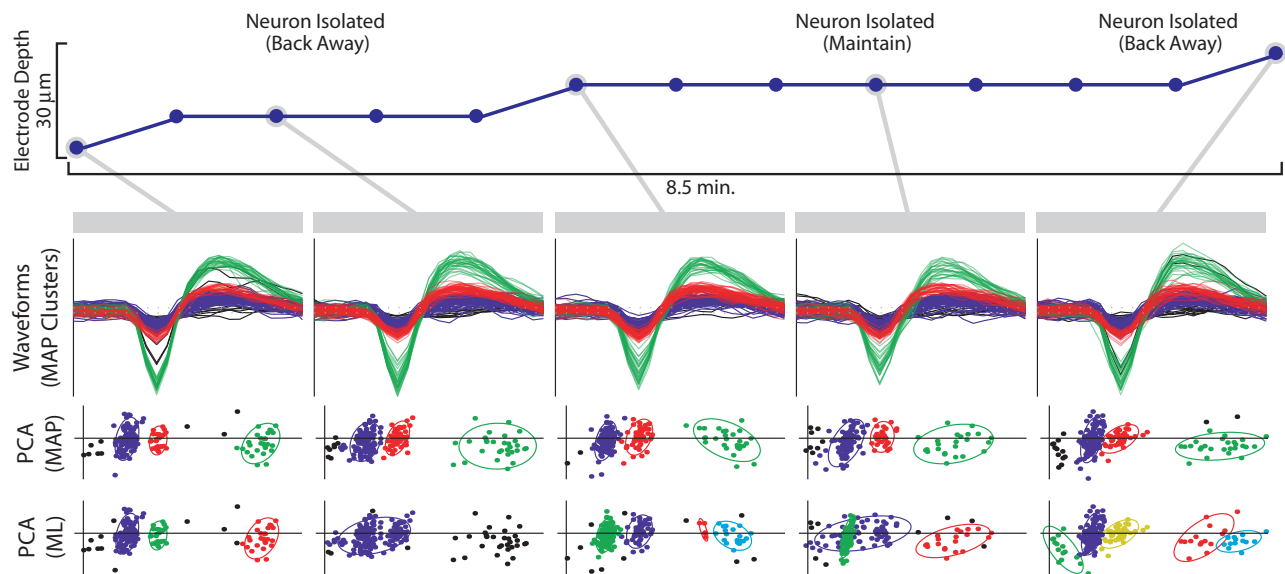 Neuron Isolated
(Back Away)
Neuron Isolated
(Maintain)
Neuron Isolated
(Back Away)
Electrode Depth
30 μm
8.5 min.
Waveforms
(MAP Clusters)
PCA
(MAP)
PCA
(ML)